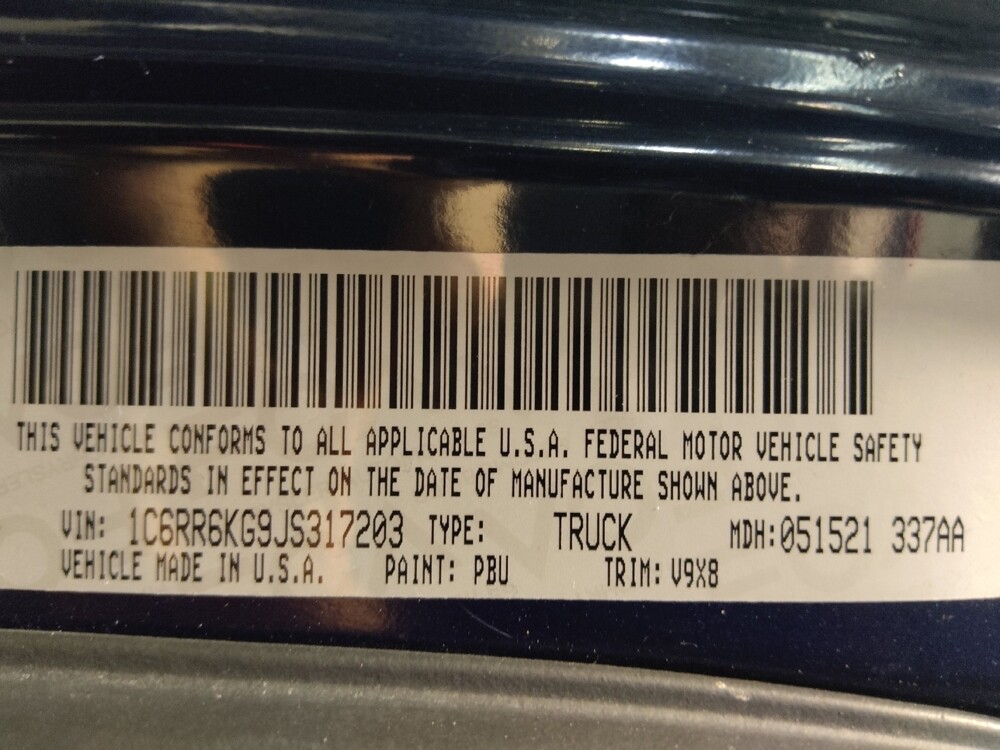 THIS VEHICLE CONFORMS TO ALL APPLICABLE U.S.A. FEDERAL MOTOR VEHICLE SAFETY
STANDARDS IN EFFECT ON THE DATE OF MANUFACTURE SHOWN ABOVE.
VIN: 1C6RR6KG9JS317203 TYPE: TRUCK MDH:051521 337AA
VEHICLE MADE IN U.S.A. PAINT: PBU TRIM: V9X8